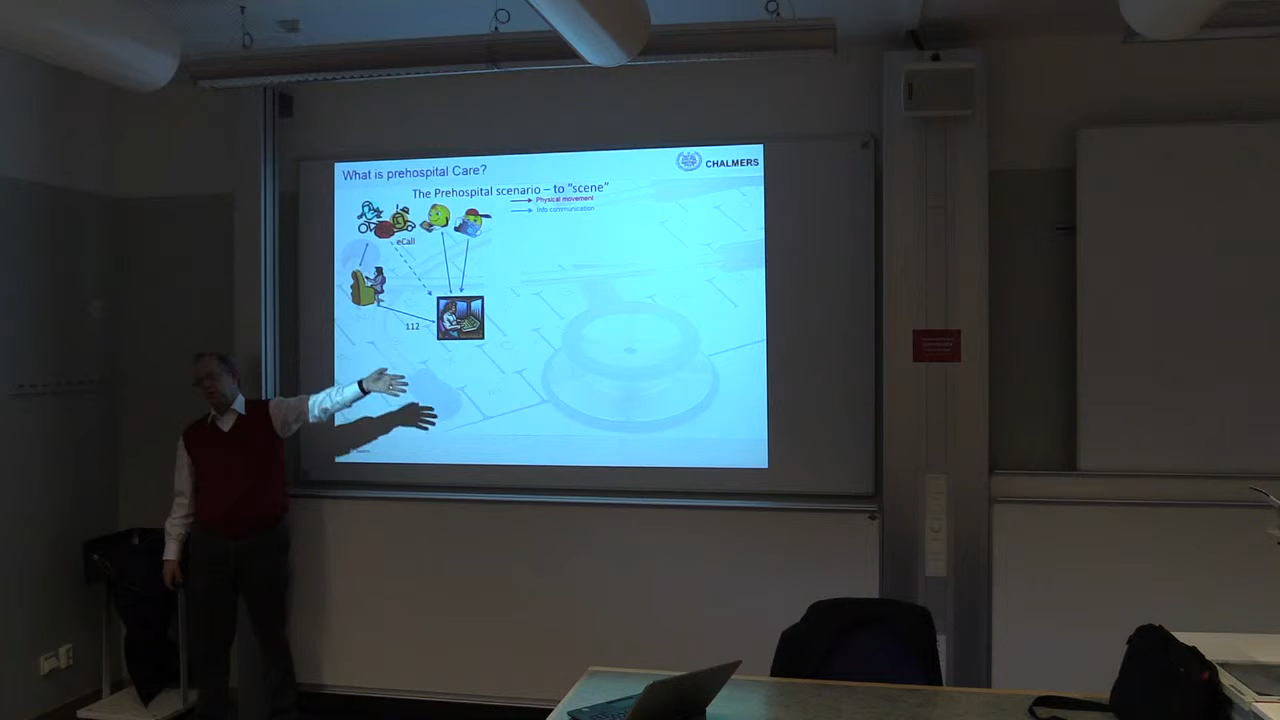 What is prehospital Care?
CHALMERS
The Prehospital scenario – to "scene"
Physical movement
Info communication
eCall
112